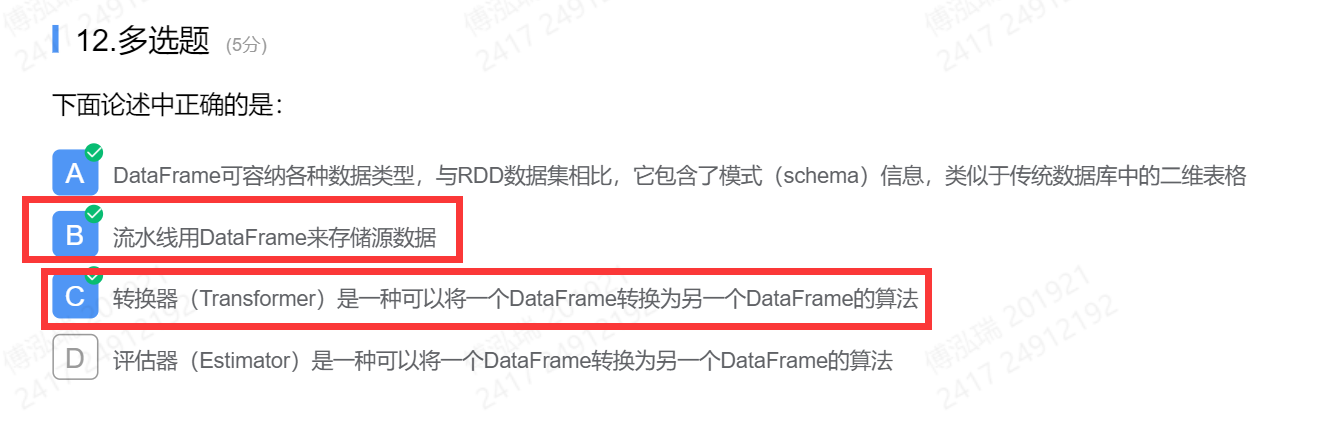 12.多选题 (5分)
下面论述中正确的是：
A DataFrame可容纳各种数据类型，与RDD数据集相比，它包含了模式（schema）信息，类似于传统数据库中的二维表格
B 流水线用DataFrame来存储源数据
C 转换器（Transformer）是一种可以将一个DataFrame转换为另一个DataFrame的算法
D 评估器（Estimator）是一种可以将一个DataFrame转换为另一个DataFrame的算法
傅泓瑞 201921
2417 24912192